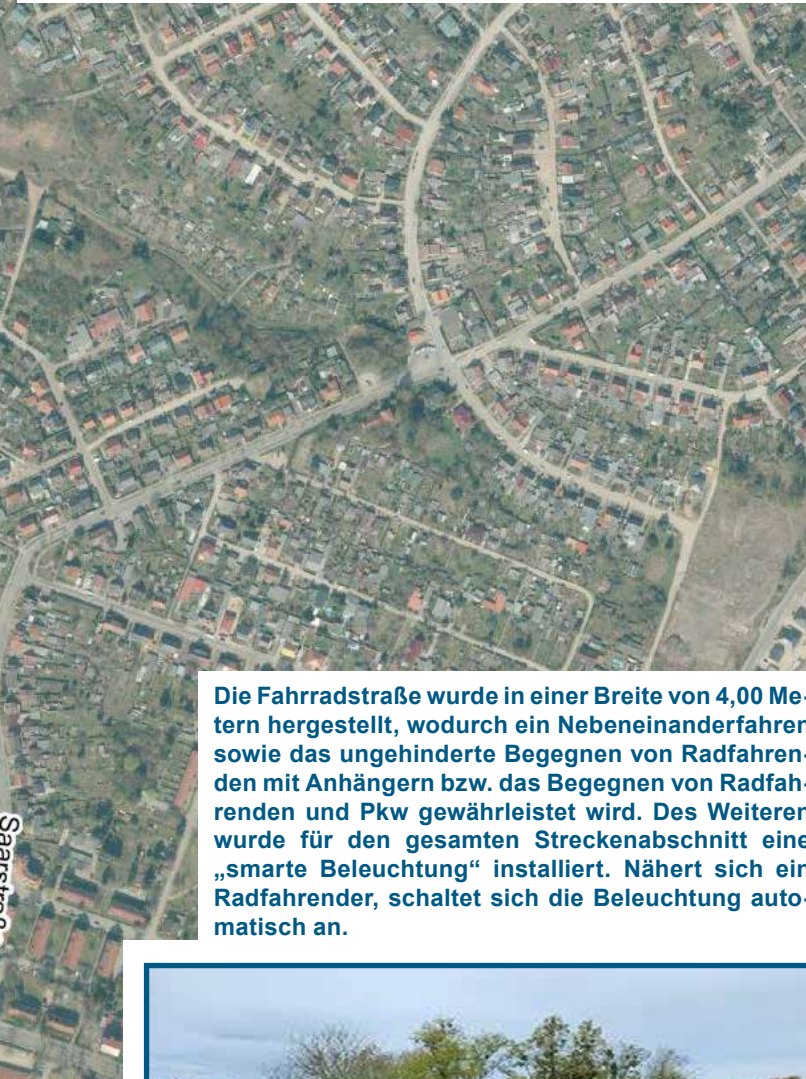 Die Fahrradstraße wurde in einer Breite von 4,00 Me-
tern hergestellt, wodurch ein Nebeneinanderfahren
sowie das ungehinderte Begegnen von Radfahren-
den mit Anhängern bzw. das Begegnen von Radfah-
renden und Pkw gewährleistet wird. Des Weiteren
wurde für den gesamten Streckenabschnitt eine
„smarte Beleuchtung“ installiert. Nähert sich ein
Radfahrender, schaltet sich die Beleuchtung auto-
matisch an.
Saarstraße